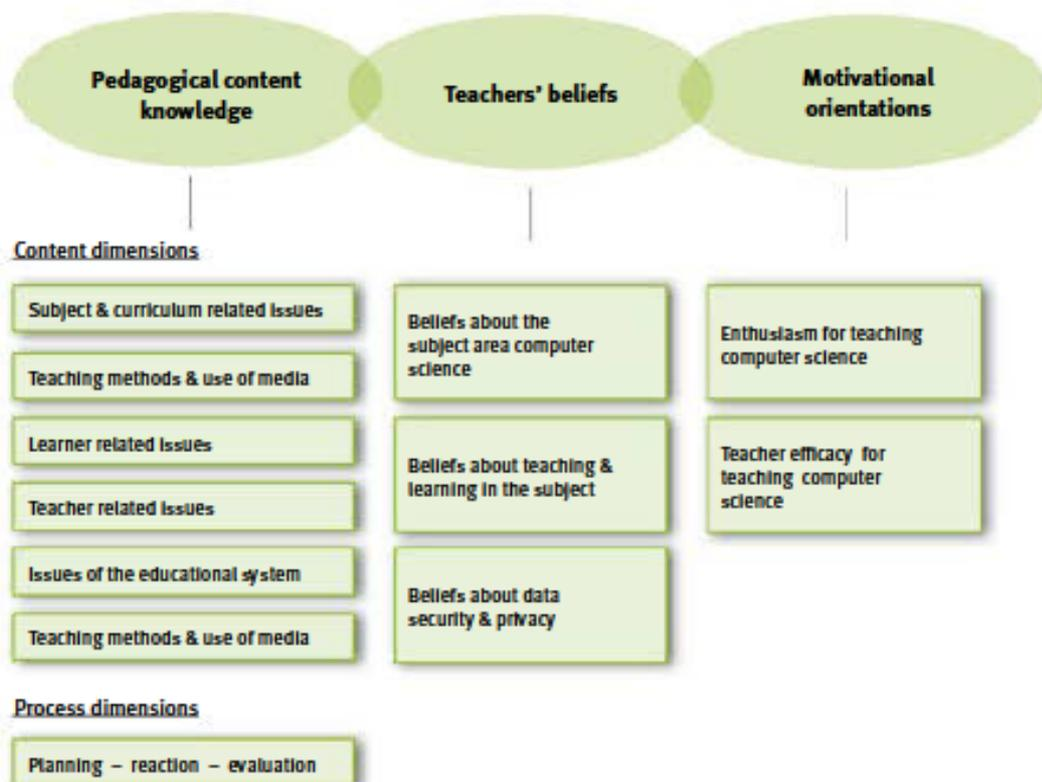 Pedagogical content
knowledge
Teachers' beliefs
Motivational
orientations
Content dimensions
Subject & curriculum related issues
Teaching methods & use of media
Learner related issues
Teacher related issues
Issues of the educational system
Teaching methods & use of media
Process dimensions
Planning – reaction – evaluation
Beliefs about the
subject area computer
science
Beliefs about teaching &
learning in the subject
Beliefs about data
security & privacy
Enthusiasm for teaching
computer science
Teacher efficacy for
teaching computer
science